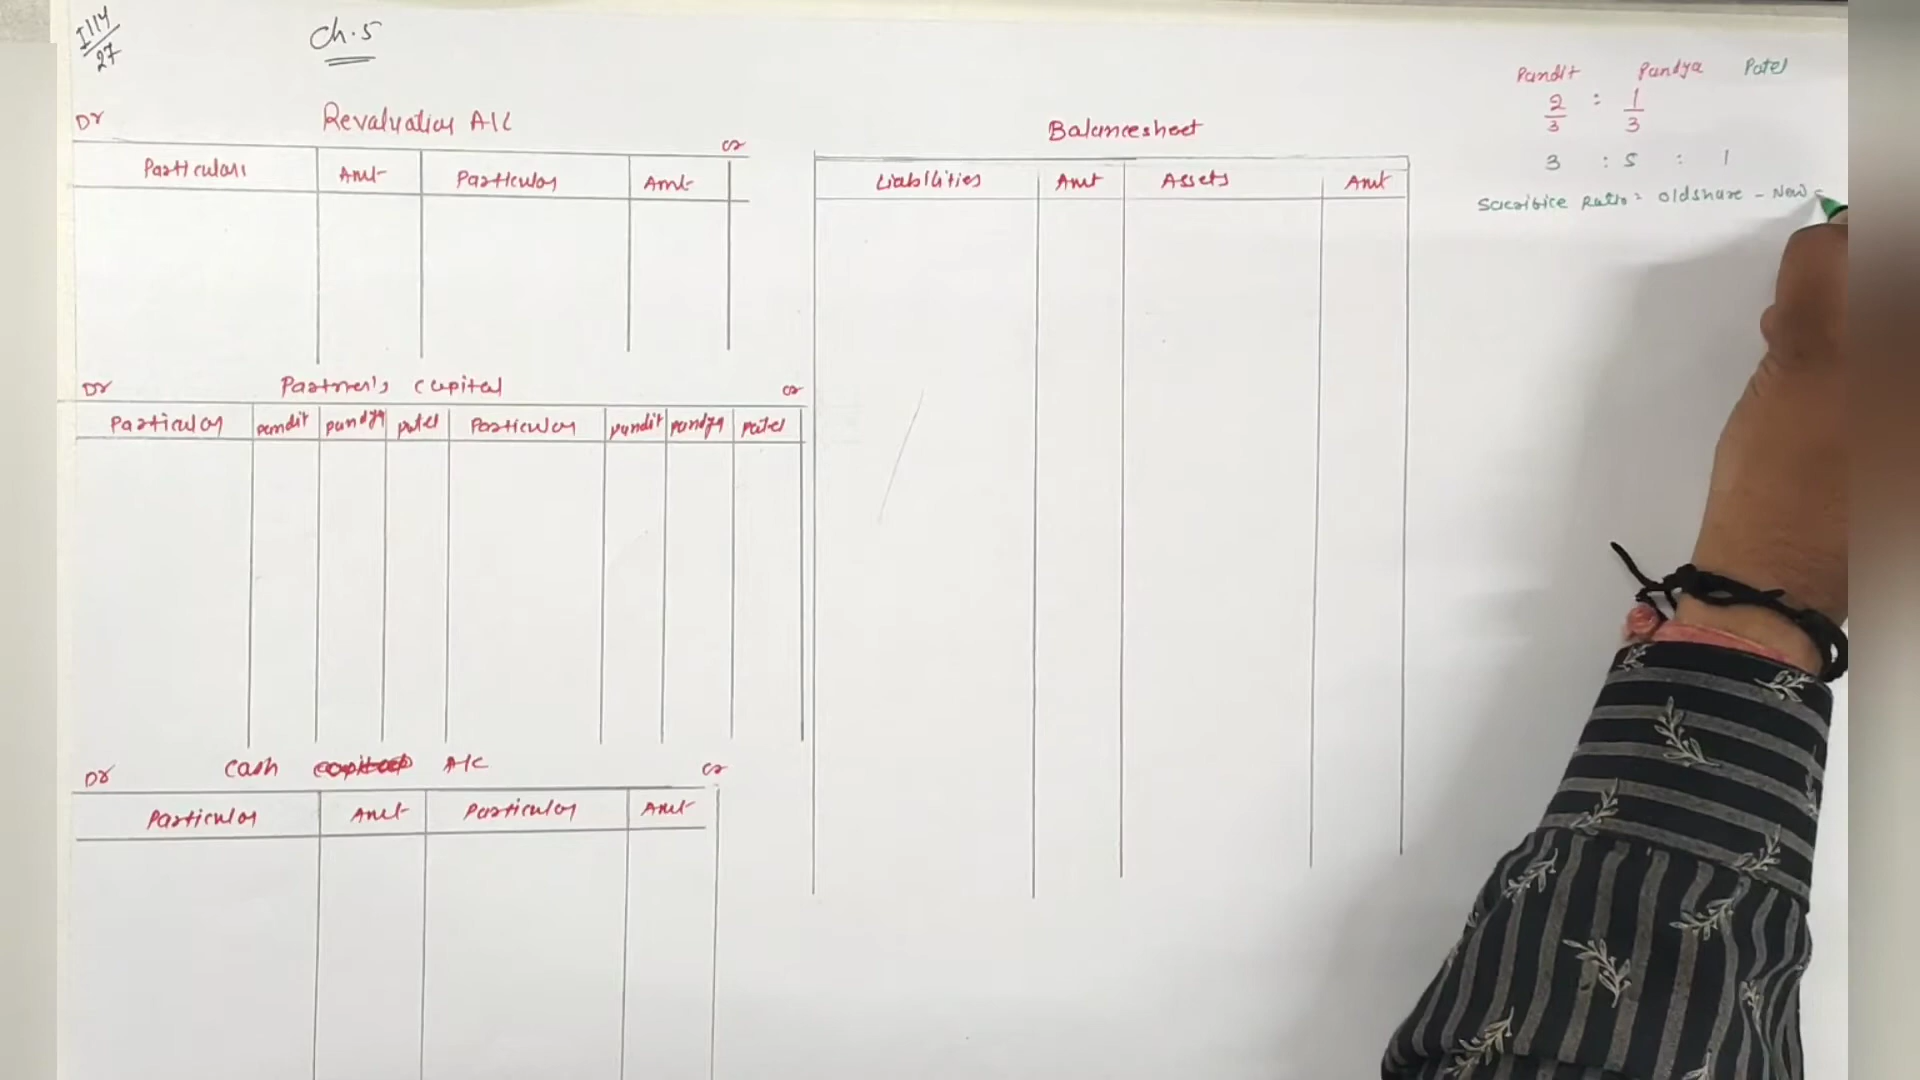 Ill 14
27
Ch.5
Dr Revaluation A/c cr
Particulars Amt Particular Amt
Dr Partner's capital cr
Particular pandit pandya patel Particular pandit pandya patel
Dr cash A/c cr
Particular Amt Particular Amt
Balancesheet
Liabilities Amt Assets Amt
Pandit Pandya Patel
2/3 : 1/3
3 : 5 : 1
Sacrifice Ratio = oldshare - New s